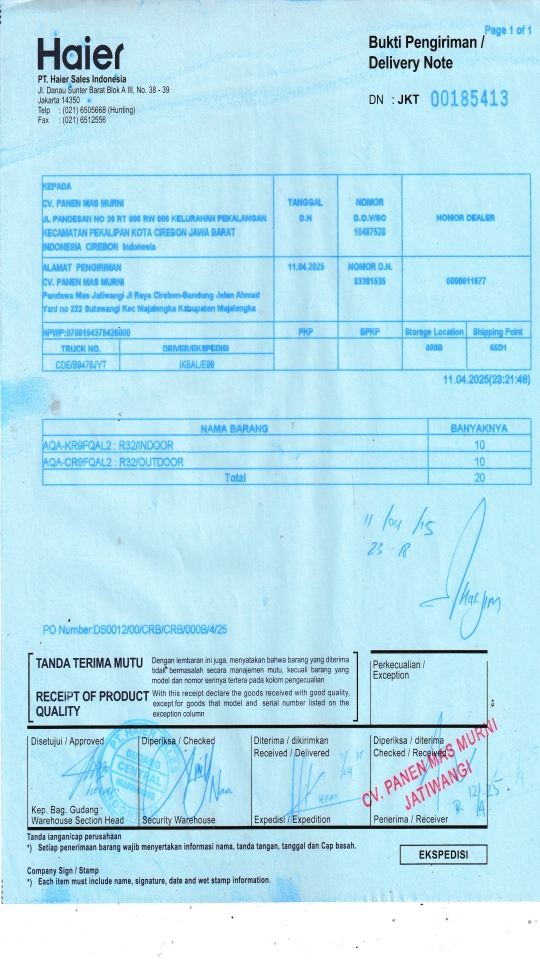 Page 1 of 1
Haier
Bukti Pengiriman /
Delivery Note
PT. Haier Sales Indonesia
Jl. Danau Sunter Barat Blok A III, No. 38 - 39
Jakarta 14350
Telp : (021) 6505668 (Hunting)
Fax : (021) 6512556
DN : JKT 00185413
KEPADA
CV. PANEN MAS MURNI
JL PANDESAN NO 26 RT 006 RW 006 KELURAHAN PEKALANGAN
KECAMATAN PEKALIPAN KOTA CIREBON JAWA BARAT
INDONESIA CIREBON Indonesia
TANGGAL
D.N
NOMOR
D.O.V/SO
10487528
NOMOR DEALER
ALAMAT PENGIRIMAN
CV. PANEN MAS MURNI
Pandawa Mas Jatiwangi Jl Raya Cirebon-Bandung Jalan Ahmad
Yani no 222 Sutawangi Kec Majalengka Kabupaten Majalengka
11.04.2025
NOMOR D.N.
83381535
0000011677
NPWP:0708194378426000
PKP
BPKP
Storege Location
Shipping Point
TRUCK NO.
DRIVER/EKSPEDISI
000B
65D1
CDE/B9478JYT
IKBAL/E98
11.04.2025(23:21:48)
NAMA BARANG
BANYAKNYA
AQA-KR9FQAL2 : R32/INDOOR
10
AQA-CR9FQAL2 : R32/OUTDOOR
10
Total
20
11/04/25
23.18
PO Number:DS0012/00/CRB/CRB/000B/4/25
TANDA TERIMA MUTU
Dengan lembaran ini juga, menyatakan bahwa barang yang diterima
tidak bermasalah secara manajemen mutu, kecuali barang yang
model dan nomor serinya tertera pada kolom pengecualian
RECEIPT OF PRODUCT
QUALITY
With this receipt declare the goods received with good quality,
except for goods that model and serial number listed on the
exception column
Perkecualian /
Exception
Disetujui / Approved
Diperiksa / Checked
Diterima / dikirimkan
Received / Delivered
Diperiksa / diterima
Checked / Received
PT. HAIER
GUDANG
CENTRAL
WAREHOUSE
CV. PANEN MAS MURNI
JATIWANGI
Kep. Bag. Gudang
Warehouse Section Head
Security Warehouse
Expedisi / Expedition
Penerima / Receiver
Tanda tangan/cap perusahaan
*) Setiap penerimaan barang wajib menyertakan informasi nama, tanda tangan, tanggal dan Cap basah.
EKSPEDISI
Company Sign / Stamp
*) Each item must include name, signature, date and wet stamp information.